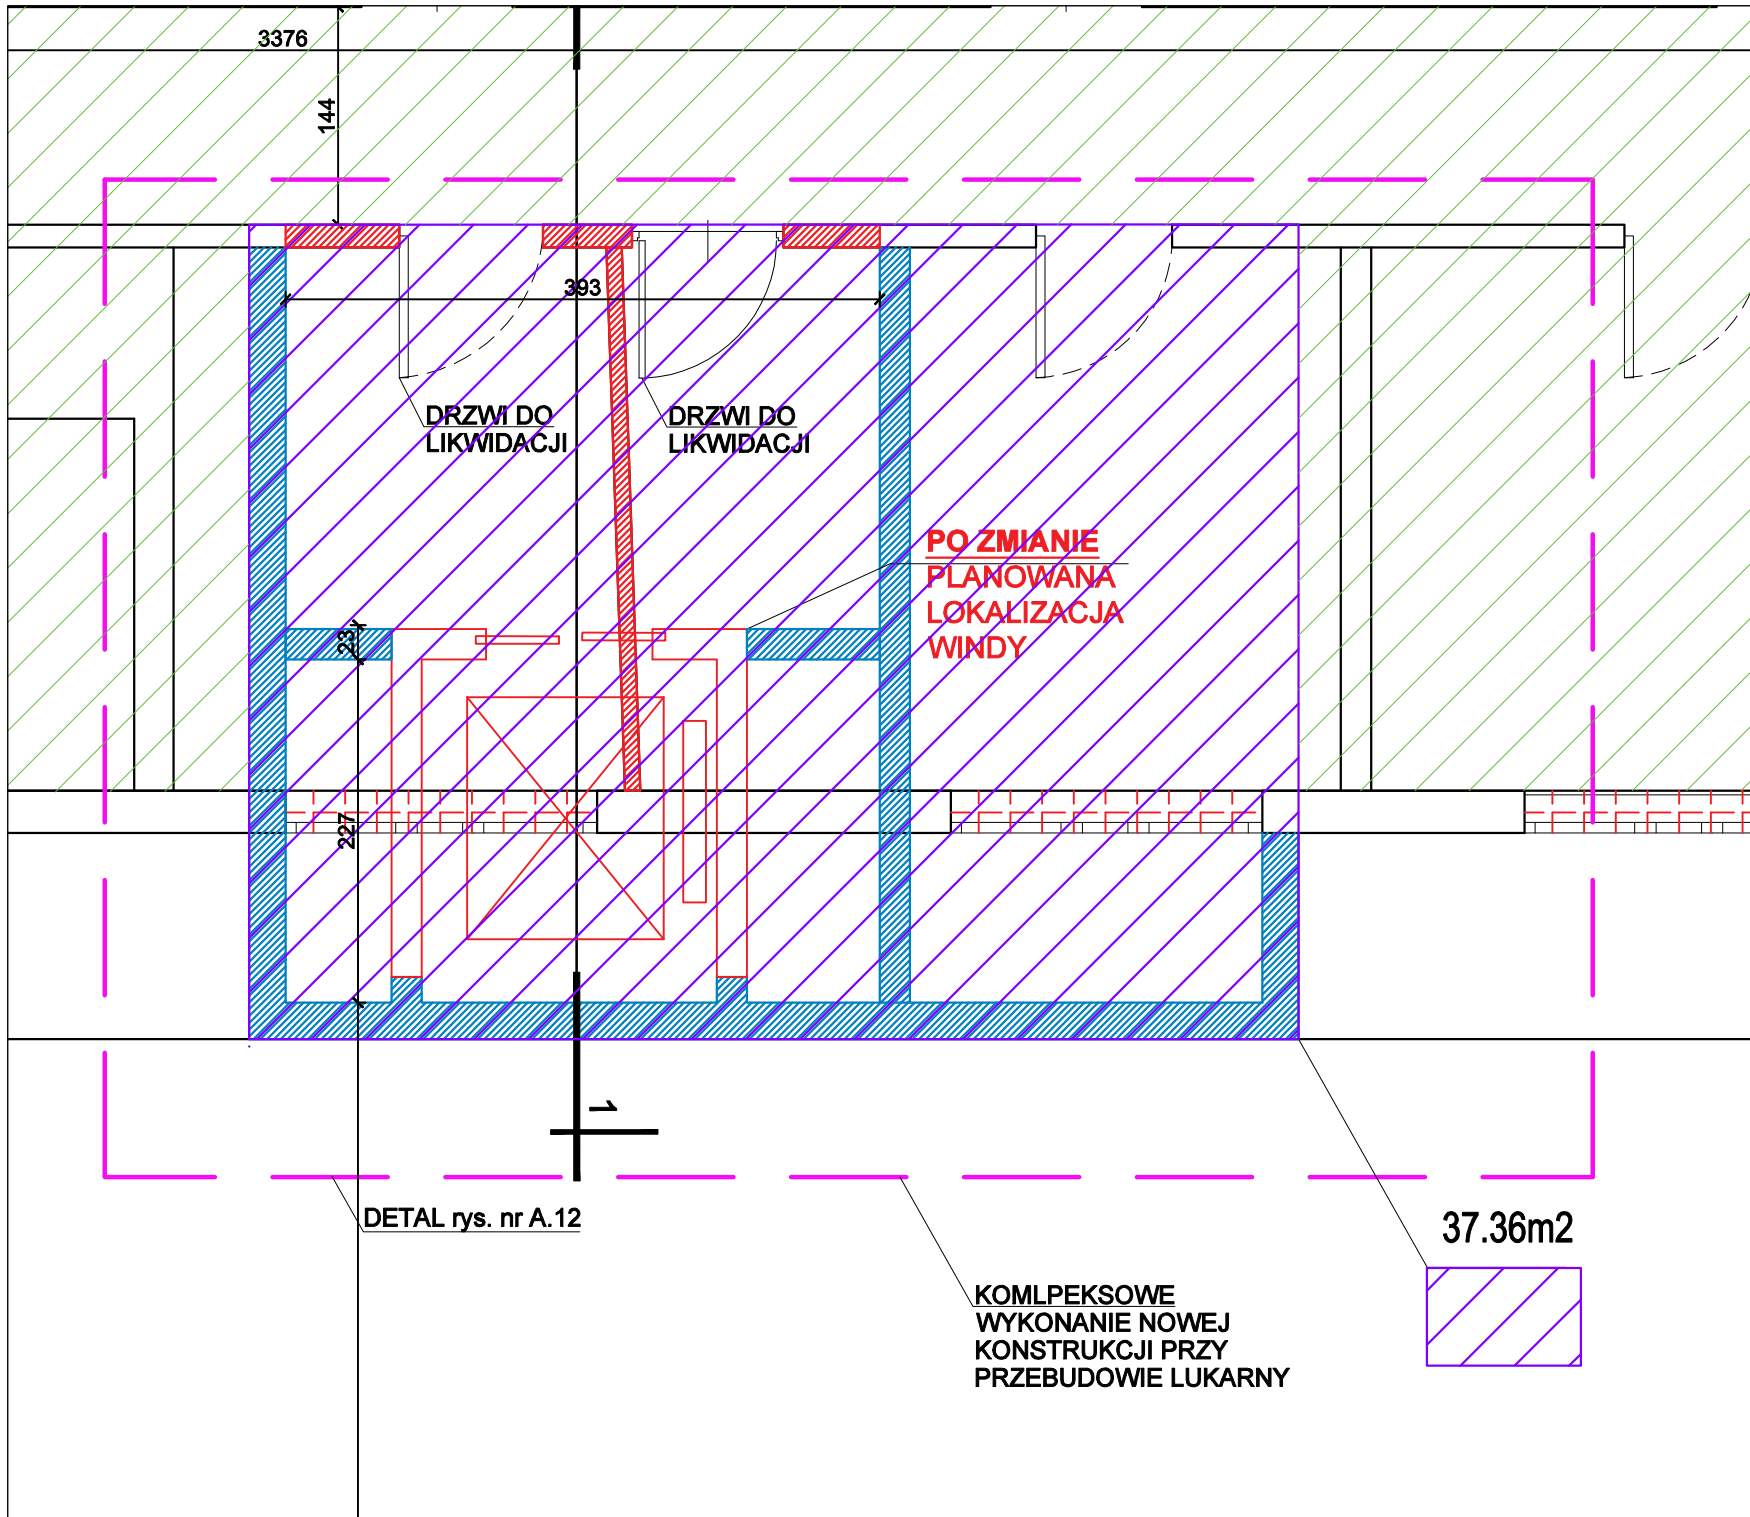 3376
144
393
DRZWI DO
LIKWIDACJI
DRZWI DO
LIKWIDACJI
PO ZMIANIE
PLANOWANA
LOKALIZACJA
WINDY
23
227
1
DETAL rys. nr A.12
37.36m2
KOMLPEKSOWE
WYKONANIE NOWEJ
KONSTRUKCJI PRZY
PRZEBUDOWIE LUKARNY